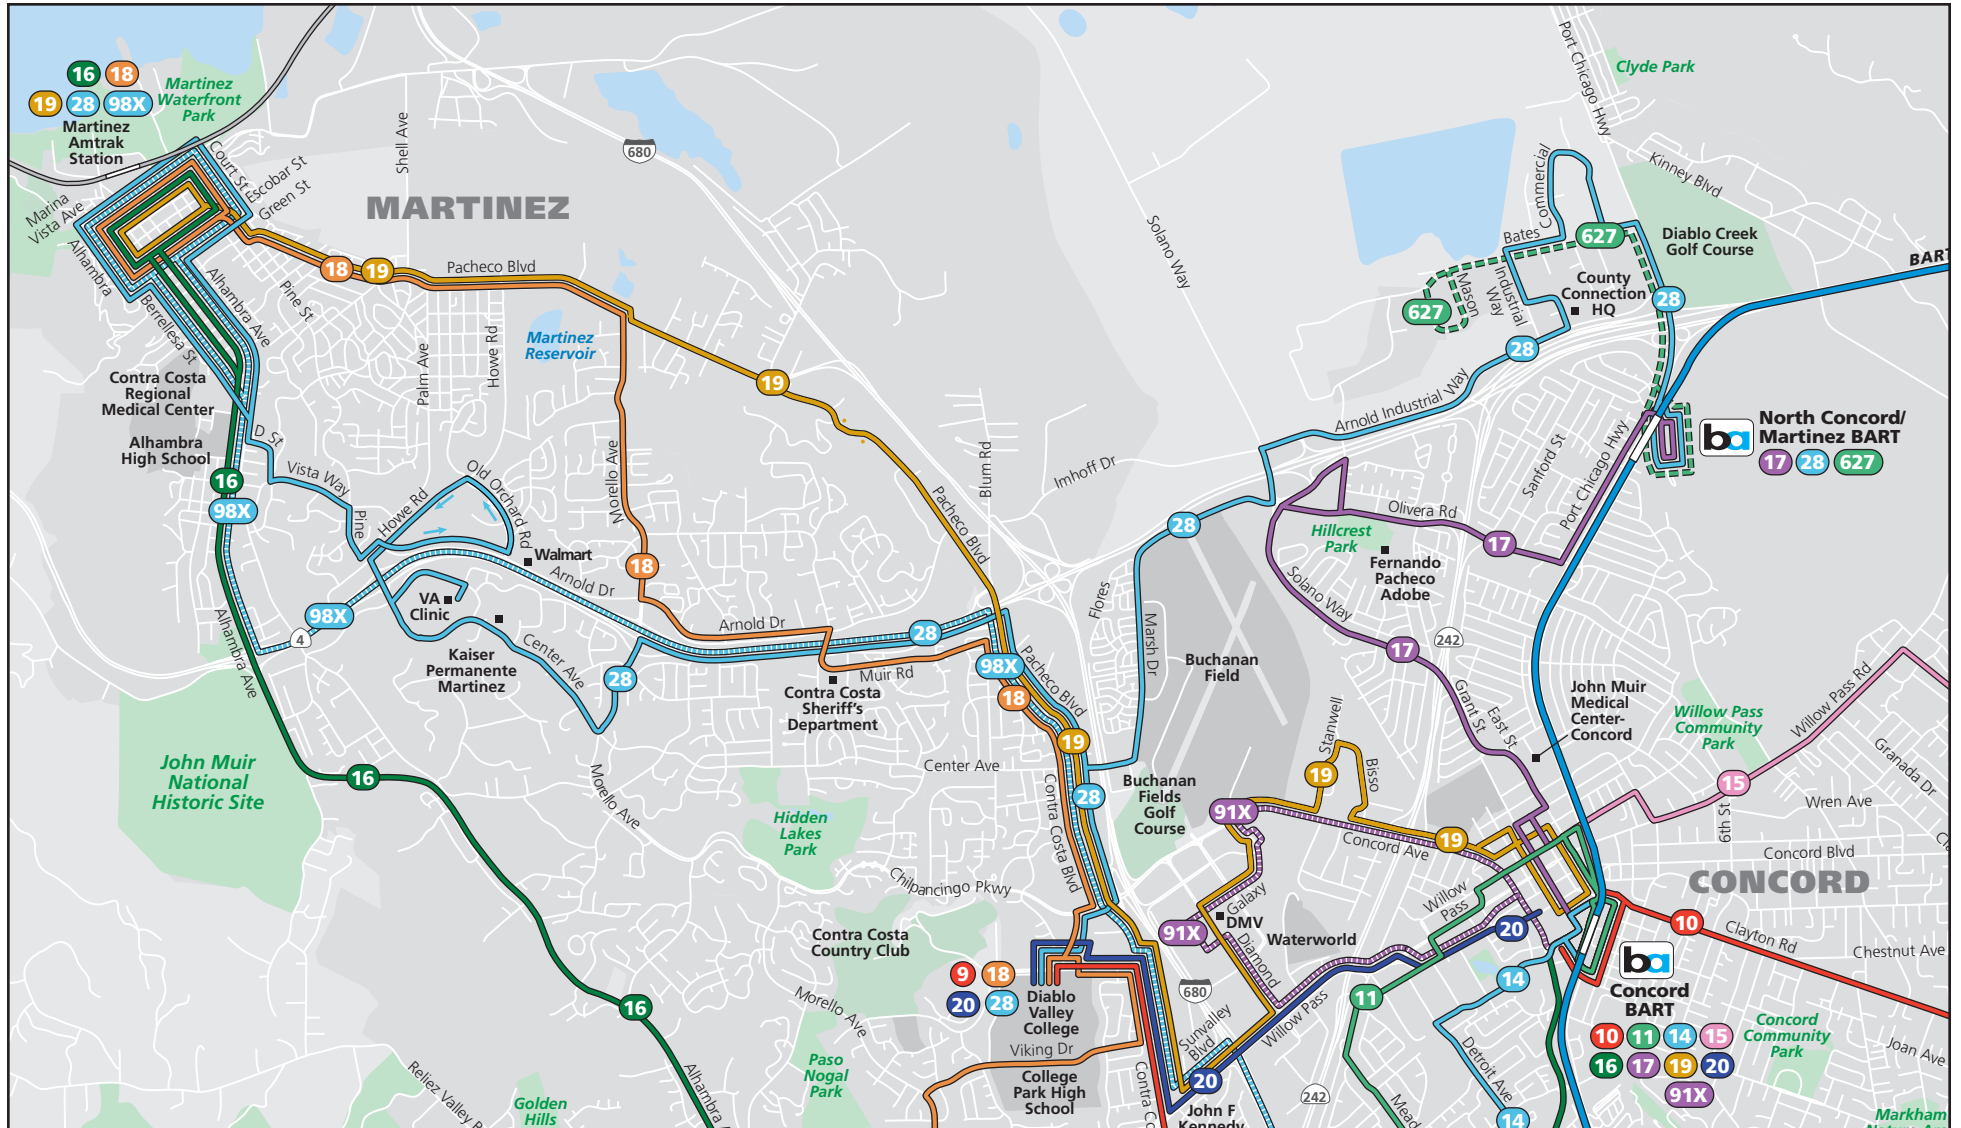 16 18
19 28 98X
Martinez
Amtrak
Station
Martinez
Waterfront
Park
Court St
Escobar St
Green St
Marina
Vista Ave
Alhambra
Berrellesa St
Alhambra Ave
Pine St
Shell Ave
680
MARTINEZ
18 19
Pacheco Blvd
Palm Ave
Howe Rd
Martinez
Reservoir
19
Contra Costa
Regional
Medical Center
Alhambra
High School
16
98X
D St
Vista Way
Pine
Howe Rd
Old Orchard Rd
Walmart
Arnold Dr
Morello Ave
18
VA
Clinic
98X
4
Alhambra Ave
Kaiser
Permanente
Martinez
Center Ave
28
Arnold Dr
28
Muir Rd
Contra Costa
Sheriff's
Department
98X
18
Pacheco Blvd
Pacheco Blvd
Blum Rd
Imhoff Dr
Solano Way
Flores
Marsh Dr
28
Buchanan
Field
19
28
Center Ave
Contra Costa Blvd
Buchanan
Fields
Golf
Course
John Muir
National
Historic Site
16
Morello Ave
Hidden
Lakes
Park
Chilpancingo Pkwy
Contra Costa
Country Club
9 18
20 28
Diablo
Valley
College
Morello Ave
Viking Dr
College
Park High
School
Paso
Nogal
Park
16
Alhambra
Reliez Valley
Golden
Hills
Contra
680
Sunvalley
Blvd
20
John F
Kennedy
Willow Pass
242
91X
91X
Galaxy
DMV
Diamond
Waterworld
Stanwell
19
Bisso
Concord Ave
19
Willow
Pass
20
11
14
Detroit Ave
14
Mead
Port Chicago Hwy
Clyde Park
Kinney Blvd
Commercial
Bates
627
Diablo Creek
Golf Course
BART
Mason
627
Industrial
Way
County
Connection
HQ
28
28
Arnold Industrial Way
North Concord/
Martinez BART
17 28 627
ba
Sanford St
Port Chicago Hwy
Olivera Rd
17
Hillcrest
Park
Fernando
Pacheco
Adobe
Solano Way
17
242
Grant St
East St
John Muir
Medical
Center-
Concord
Willow Pass
Community
Park
Willow Pass Rd
15
6th St
Granada Dr
Wren Ave
Concord Blvd
CONCORD
10
Clayton Rd
Chestnut Ave
ba
Concord
BART
10 11 14 15
16 17 19 20
91X
Concord
Community
Park
Joan Ave
Markham